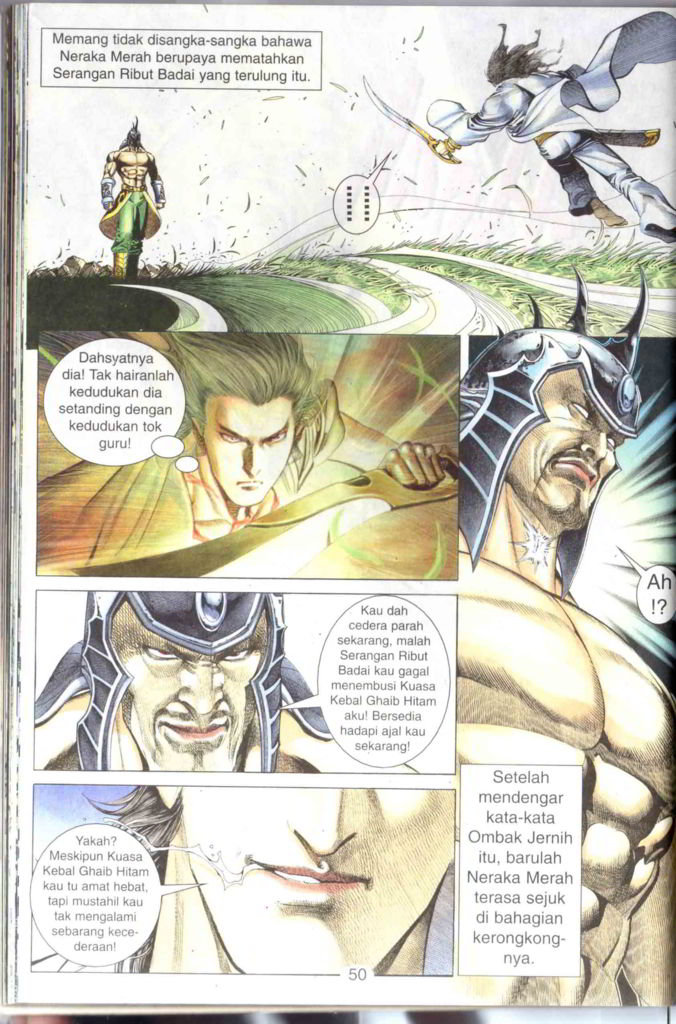 Memang tidak disangka-sangka bahawa
Neraka Merah berupaya mematahkan
Serangan Ribut Badai yang terulung itu.
Dahsyatnya
dia! Tak hairanlah
kedudukan dia
setanding dengan
kedudukan tok
guru!
Ah
!?
Kau dah
cedera parah
sekarang, malah
Serangan Ribut
Badai kau gagal
menembusi Kuasa
Kebal Ghaib Hitam
aku! Bersedia
hadapi ajal kau
sekarang!
Yakah?
Meskipun Kuasa
Kebal Ghaib Hitam
kau tu amat hebat,
tapi mustahil kau
tak mengalami
sebarang kece-
deraan!
Setelah
mendengar
kata-kata
Ombak Jernih
itu, barulah
Neraka Merah
terasa sejuk
di bahagian
kerongkong-
nya.
50